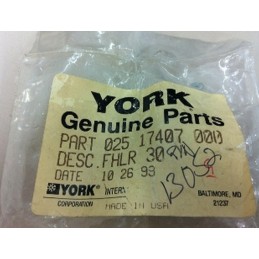 YORK
Genuine Parts
PART 025 17407 000
DESC. FHLR 30
DATE 10 26 93
YORK
CORPORATION
BALTIMORE, MD
21237
MADE IN USA